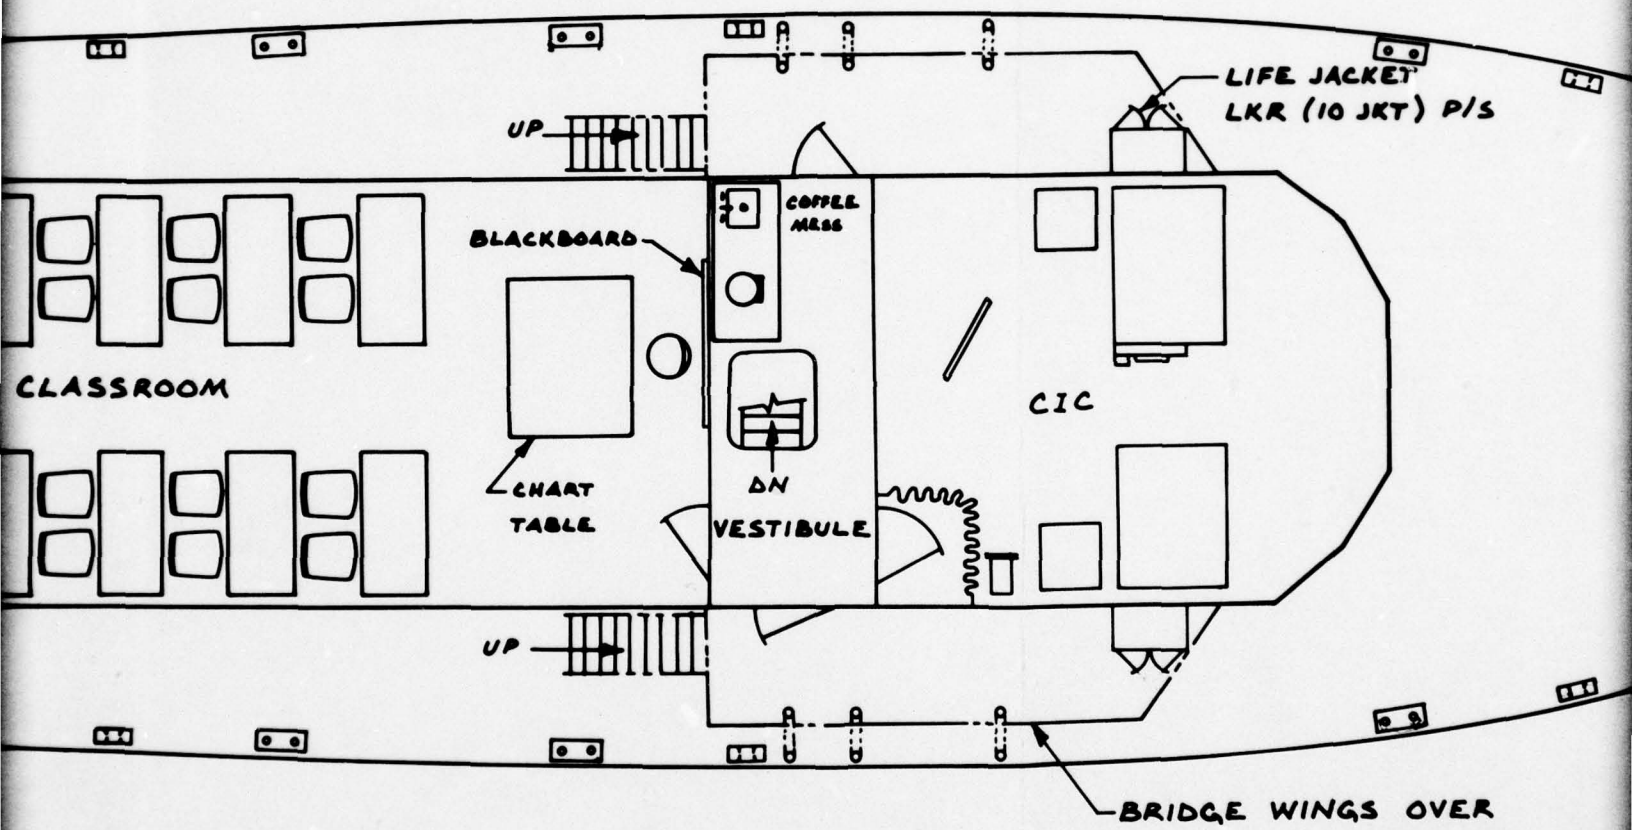 LIFE JACKET
LKR (10 JKT) P/S
UP
COFFEE
MESS
BLACKBOARD
CLASSROOM
CIC
CHART
TABLE
DN
VESTIBULE
UP
BRIDGE WINGS OVER